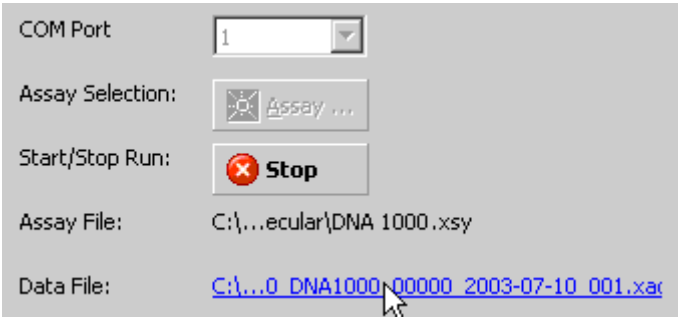 COM Port 1
Assay Selection: Assay ...
Start/Stop Run: Stop
Assay File: C:\...ecular\DNA 1000.xsy
Data File: C:\...0_DNA1000_00000_2003-07-10_001.xad